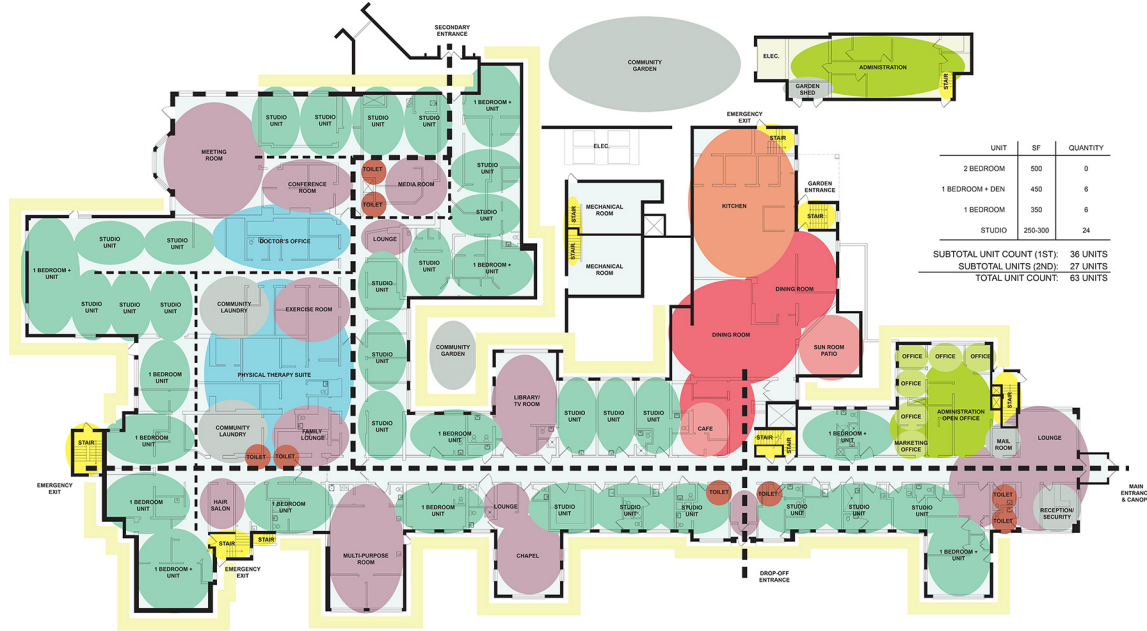 SECONDARY
ENTRANCE
COMMUNITY
GARDEN
ELEC.
ADMINISTRATION
GARDEN
SHED
STAIR
1 BEDROOM +
UNIT
STUDIO
UNIT
STUDIO
UNIT
STUDIO
UNIT
STUDIO
UNIT
MEETING
ROOM
EMERGENCY
EXIT
STAIR
ELEC.
UNIT SF QUANTITY
2 BEDROOM 500 0
1 BEDROOM + DEN 450 6
1 BEDROOM 350 6
STUDIO 250-300 24
SUBTOTAL UNIT COUNT (1ST): 36 UNITS
SUBTOTAL UNITS (2ND): 27 UNITS
TOTAL UNIT COUNT: 63 UNITS
TOILET
MEDIA ROOM
TOILET
CONFERENCE
ROOM
STUDIO
UNIT
STUDIO
UNIT
KITCHEN
GARDEN
ENTRANCE
STAIR
MECHANICAL
ROOM
STAIR
STAIR
MECHANICAL
ROOM
DOCTOR'S OFFICE
LOUNGE
STUDIO
UNIT
STUDIO
UNIT
STUDIO
UNIT
1 BEDROOM +
UNIT
1 BEDROOM +
UNIT
STUDIO
UNIT
STUDIO
UNIT
STUDIO
UNIT
STUDIO
UNIT
COMMUNITY
LAUNDRY
EXERCISE ROOM
DINING ROOM
DINING ROOM
SUN ROOM
PATIO
COMMUNITY
GARDEN
STUDIO
UNIT
PHYSICAL THERAPY SUITE
1 BEDROOM
UNIT
OFFICE
OFFICE
OFFICE
OFFICE
OFFICE
ADMINISTRATION
OPEN OFFICE
MARKETING
OFFICE
STAIR
LIBRARY/
TV ROOM
STUDIO
UNIT
STUDIO
UNIT
STUDIO
UNIT
STUDIO
UNIT
CAFE
1 BEDROOM
UNIT
STAIR
STAIR
1 BEDROOM +
UNIT
MAIL
ROOM
LOUNGE
COMMUNITY
LAUNDRY
FAMILY
LOUNGE
1 BEDROOM
UNIT
STAIR
TOILET
TOILET
EMERGENCY
EXIT
MAIN
ENTRANCE
& CANOP
1 BEDROOM
UNIT
HAIR
SALON
1 BEDROOM
UNIT
1 BEDROOM
UNIT
LOUNGE
STUDIO
UNIT
STUDIO
UNIT
STUDIO
UNIT
TOILET
TOILET
STUDIO
UNIT
STUDIO
UNIT
STUDIO
UNIT
TOILET
TOILET
RECEPTION/
SECURITY
STAIR
STAIR
EMERGENCY
EXIT
1 BEDROOM +
UNIT
MULTI-PURPOSE
ROOM
CHAPEL
DROP-OFF
ENTRANCE
1 BEDROOM +
UNIT